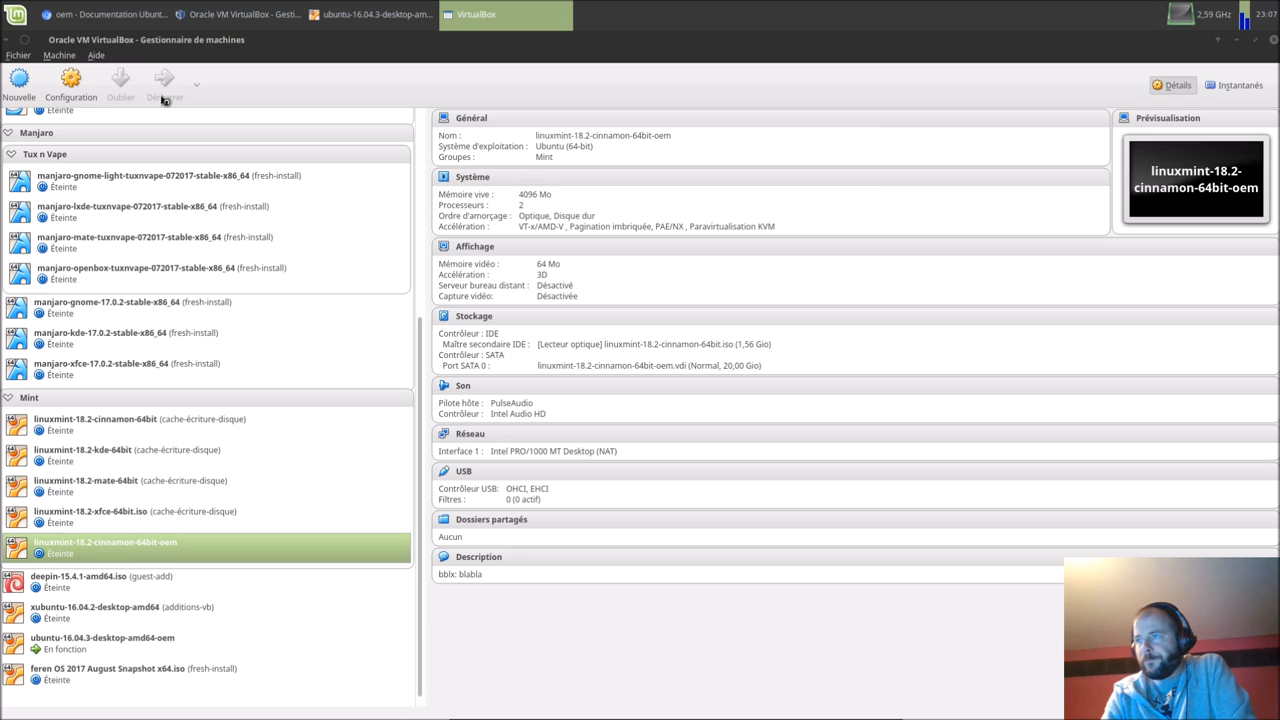 oem - Documentation Ubunt...
Oracle VM VirtualBox - Gesti...
ubuntu-16.04.3-desktop-am...
VirtualBox
2,59 GHz
23:07
Oracle VM VirtualBox - Gestionnaire de machines
Fichier Machine Aide
Nouvelle Configuration Oublier Démarrer
Détails Instantanés
Éteinte
Manjaro
Tux n Vape
manjaro-gnome-light-tuxnvape-072017-stable-x86_64 (fresh-install)
Éteinte
manjaro-lxde-tuxnvape-072017-stable-x86_64 (fresh-install)
Éteinte
manjaro-mate-tuxnvape-072017-stable-x86_64 (fresh-install)
Éteinte
manjaro-openbox-tuxnvape-072017-stable-x86_64 (fresh-install)
Éteinte
manjaro-gnome-17.0.2-stable-x86_64 (fresh-install)
Éteinte
manjaro-kde-17.0.2-stable-x86_64 (fresh-install)
Éteinte
manjaro-xfce-17.0.2-stable-x86_64 (fresh-install)
Éteinte
Mint
linuxmint-18.2-cinnamon-64bit (cache-écriture-disque)
Éteinte
linuxmint-18.2-kde-64bit (cache-écriture-disque)
Éteinte
linuxmint-18.2-mate-64bit (cache-écriture-disque)
Éteinte
linuxmint-18.2-xfce-64bit.iso (cache-écriture-disque)
Éteinte
linuxmint-18.2-cinnamon-64bit-oem
Éteinte
deepin-15.4.1-amd64.iso (guest-add)
Éteinte
xubuntu-16.04.2-desktop-amd64 (additions-vb)
Éteinte
ubuntu-16.04.3-desktop-amd64-oem
En fonction
feren OS 2017 August Snapshot x64.iso (fresh-install)
Éteinte
Général
Nom : linuxmint-18.2-cinnamon-64bit-oem
Système d'exploitation : Ubuntu (64-bit)
Groupes : Mint
Système
Mémoire vive : 4096 Mo
Processeurs : 2
Ordre d'amorçage : Optique, Disque dur
Accélération : VT-x/AMD-V , Pagination imbriquée, PAE/NX , Paravirtualisation KVM
Affichage
Mémoire vidéo : 64 Mo
Accélération : 3D
Serveur bureau distant : Désactivé
Capture vidéo: Désactivée
Stockage
Contrôleur : IDE
Maître secondaire IDE : [Lecteur optique] linuxmint-18.2-cinnamon-64bit.iso (1,56 Gio)
Contrôleur : SATA
Port SATA 0 : linuxmint-18.2-cinnamon-64bit-oem.vdi (Normal, 20,00 Gio)
Son
Pilote hôte : PulseAudio
Contrôleur : Intel Audio HD
Réseau
Interface 1 : Intel PRO/1000 MT Desktop (NAT)
USB
Contrôleur USB: OHCI, EHCI
Filtres : 0 (0 actif)
Dossiers partagés
Aucun
Description
bblx: blabla
Prévisualisation
linuxmint-18.2-
cinnamon-64bit-oem